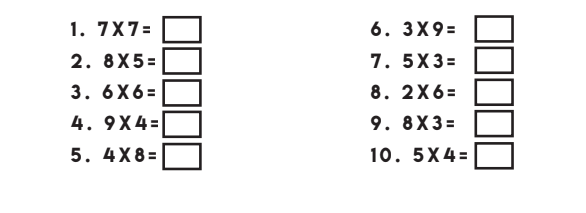 1. 7X7=
2. 8X5=
3. 6X6=
4. 9X4=
5. 4X8=
6. 3X9=
7. 5X3=
8. 2X6=
9. 8X3=
10. 5X4=